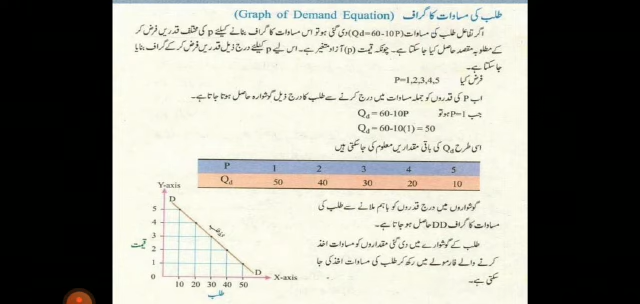 طلب کی مساوات کا گراف (Graph of Demand Equation)
اگر تفاعل طلب کی مساوات (Qd=60-10P) دی گئی ہو تو اس مساوات کا گراف بنانے کیلئے p کی مختلف قدریں فرض کر
کے مطلوبہ مقصد حاصل کیا جاسکتا ہے۔ چونکہ قیمت (p) آزاد متغیر ہے۔ اس لیے p کیلئے درج ذیل قدریں فرض کر کے گراف بنایا
جاسکتا ہے۔
فرض کیا P=1,2,3,4,5
اب P کی قدروں کو جملہ مساوات میں درج کرنے سے طلب کا درج ذیل گوشوارہ حاصل ہوتا جاتا ہے۔
جب P=1 ہو تو Qd = 60-10P
Qd = 60-10(1) = 50
اسی طرح Qd کی باقی مقداریں معلوم کی جاسکتی ہیں
P 1 2 3 4 5
Qd 50 40 30 20 10
گوشواروں میں درج قدروں کو باہم ملانے سے طلب کی
مساوات کا گراف DD حاصل ہو جاتا ہے۔
طلب کے گوشوارے میں دی گئی مقداروں کو مساوات اخذ
کرنے والے فارمولے میں رکھ کر طلب کی مساوات اخذ کی جا
سکتی ہے۔
Y-axis
D
5
4
3
2
1
0
قیمت
خط طلب
D
X-axis
10 20 30 40 50
طلب